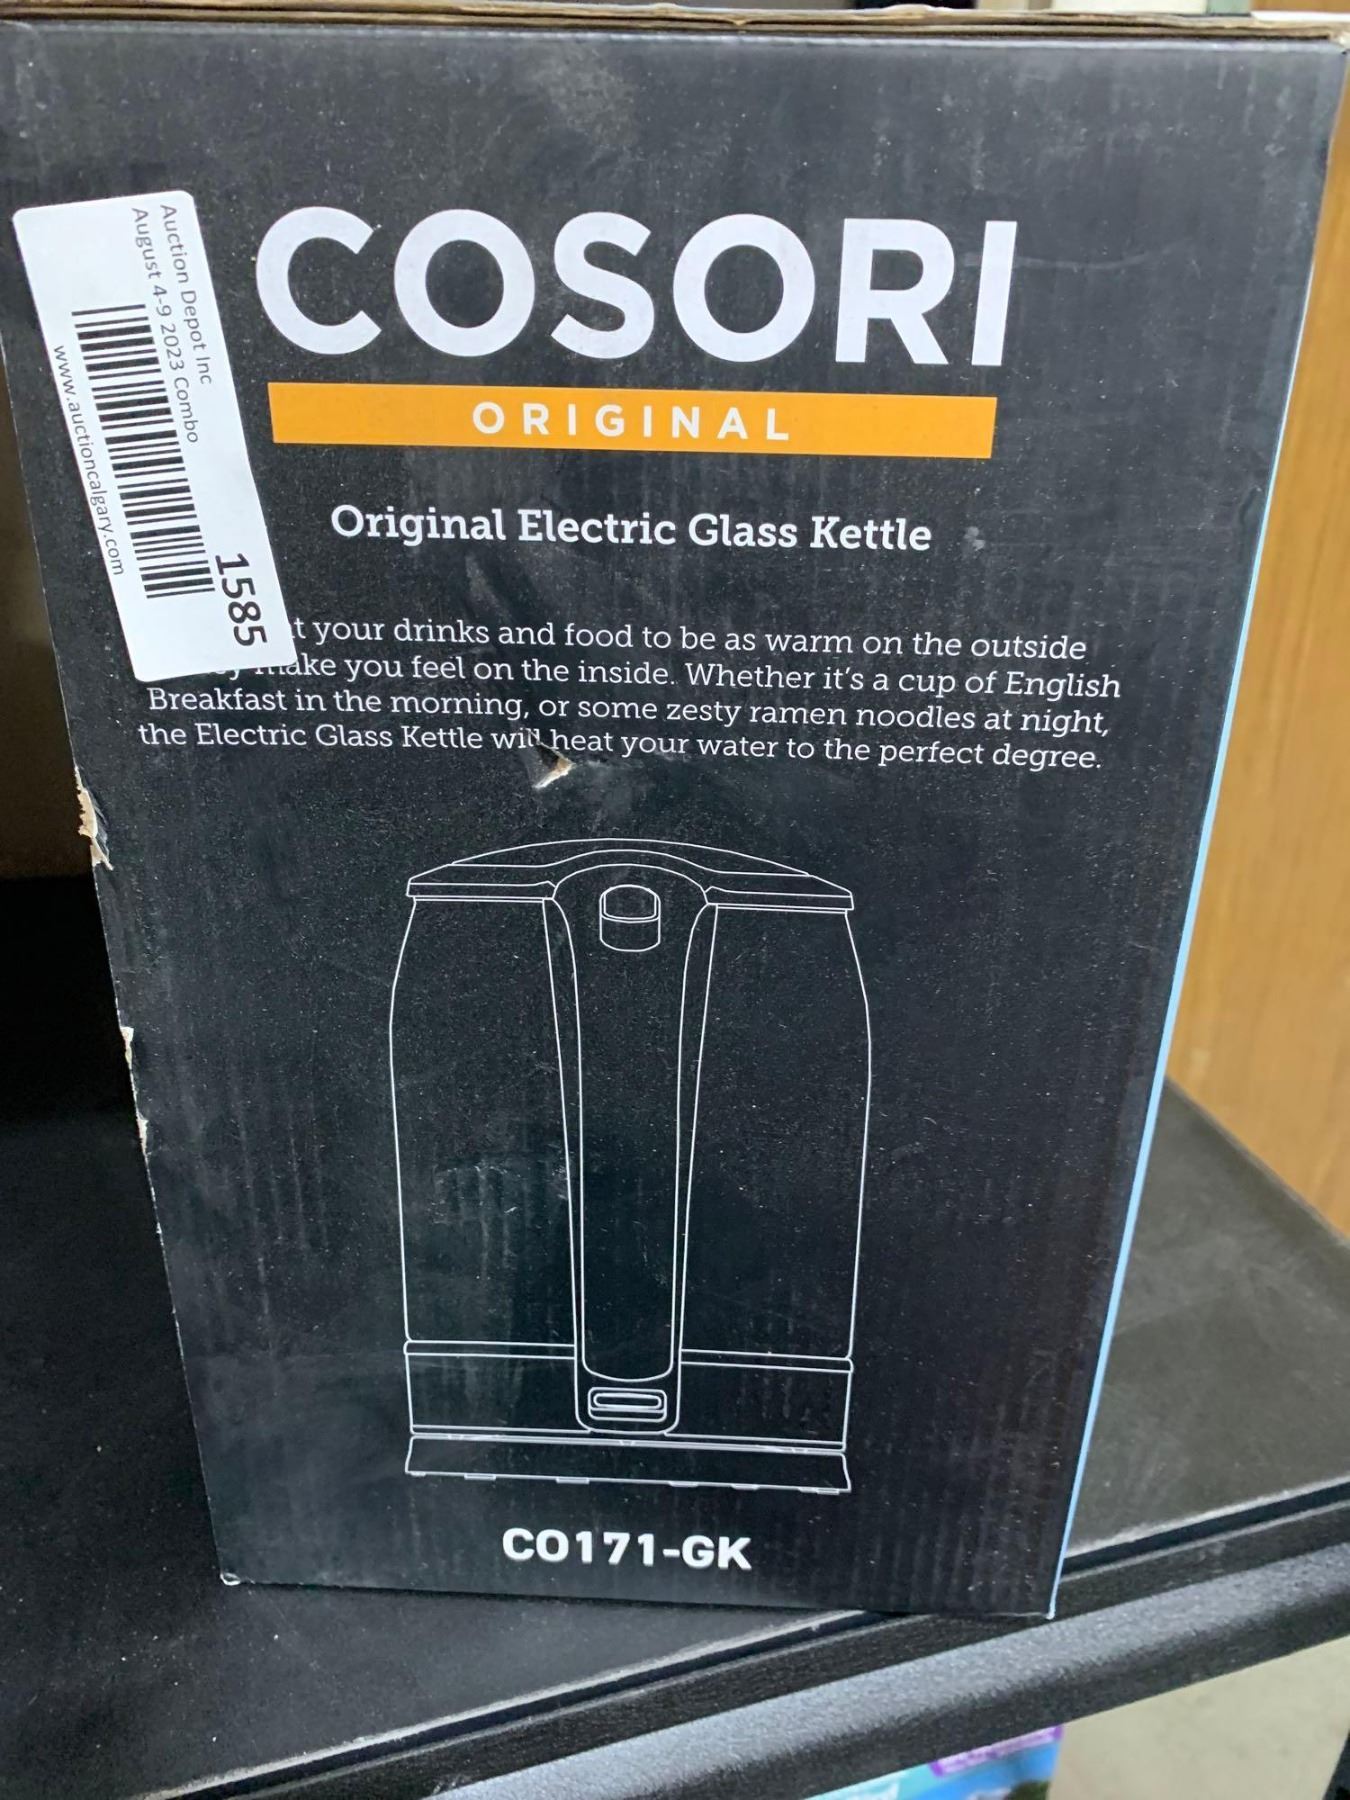 Auction Depot Inc
August 4-9 2023 Combo
1585
www.auctioncalgary.com
COSORI
ORIGINAL
Original Electric Glass Kettle
t your drinks and food to be as warm on the outside
make you feel on the inside. Whether it's a cup of English
Breakfast in the morning, or some zesty ramen noodles at night,
the Electric Glass Kettle will heat your water to the perfect degree.
CO171-GK